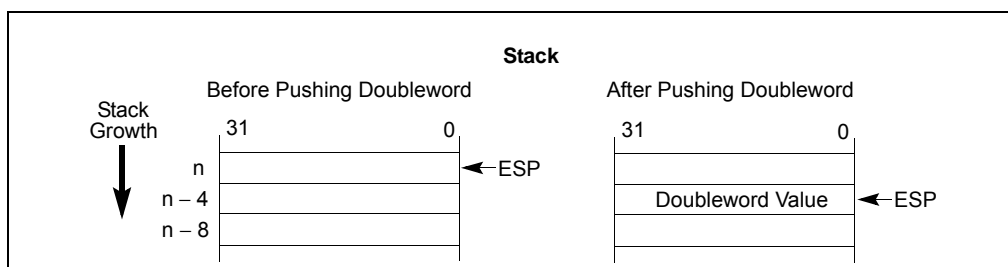 Stack
Before Pushing Doubleword
After Pushing Doubleword
Stack
Growth
31 0
31 0
n
ESP
n – 4
Doubleword Value
ESP
n – 8